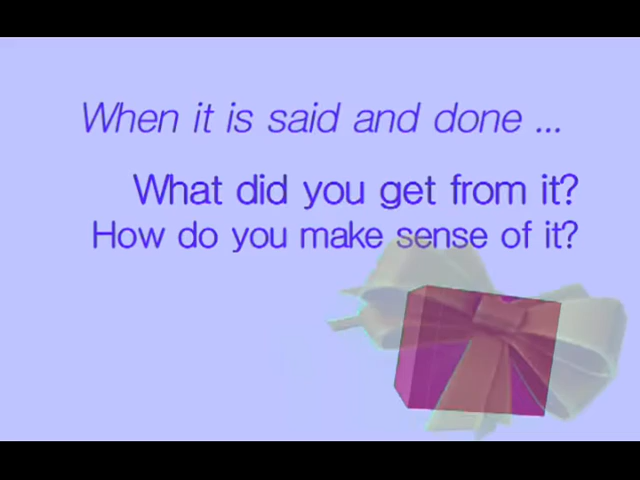 When it is said and done ...
What did you get from it?
How do you make sense of it?